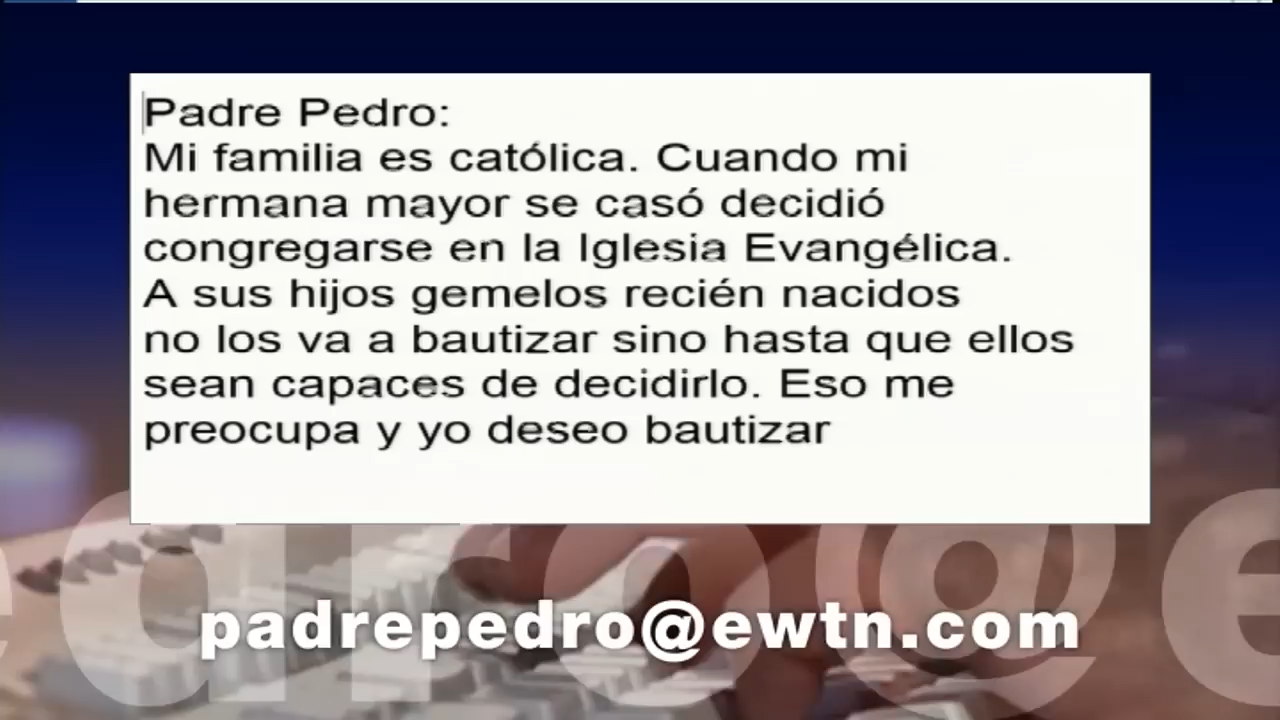 Padre Pedro:
Mi familia es católica. Cuando mi
hermana mayor se casó decidió
congregarse en la Iglesia Evangélica.
A sus hijos gemelos recién nacidos
no los va a bautizar sino hasta que ellos
sean capaces de decidirlo. Eso me
preocupa y yo deseo bautizar
edro@e
padrepedro@ewtn.com